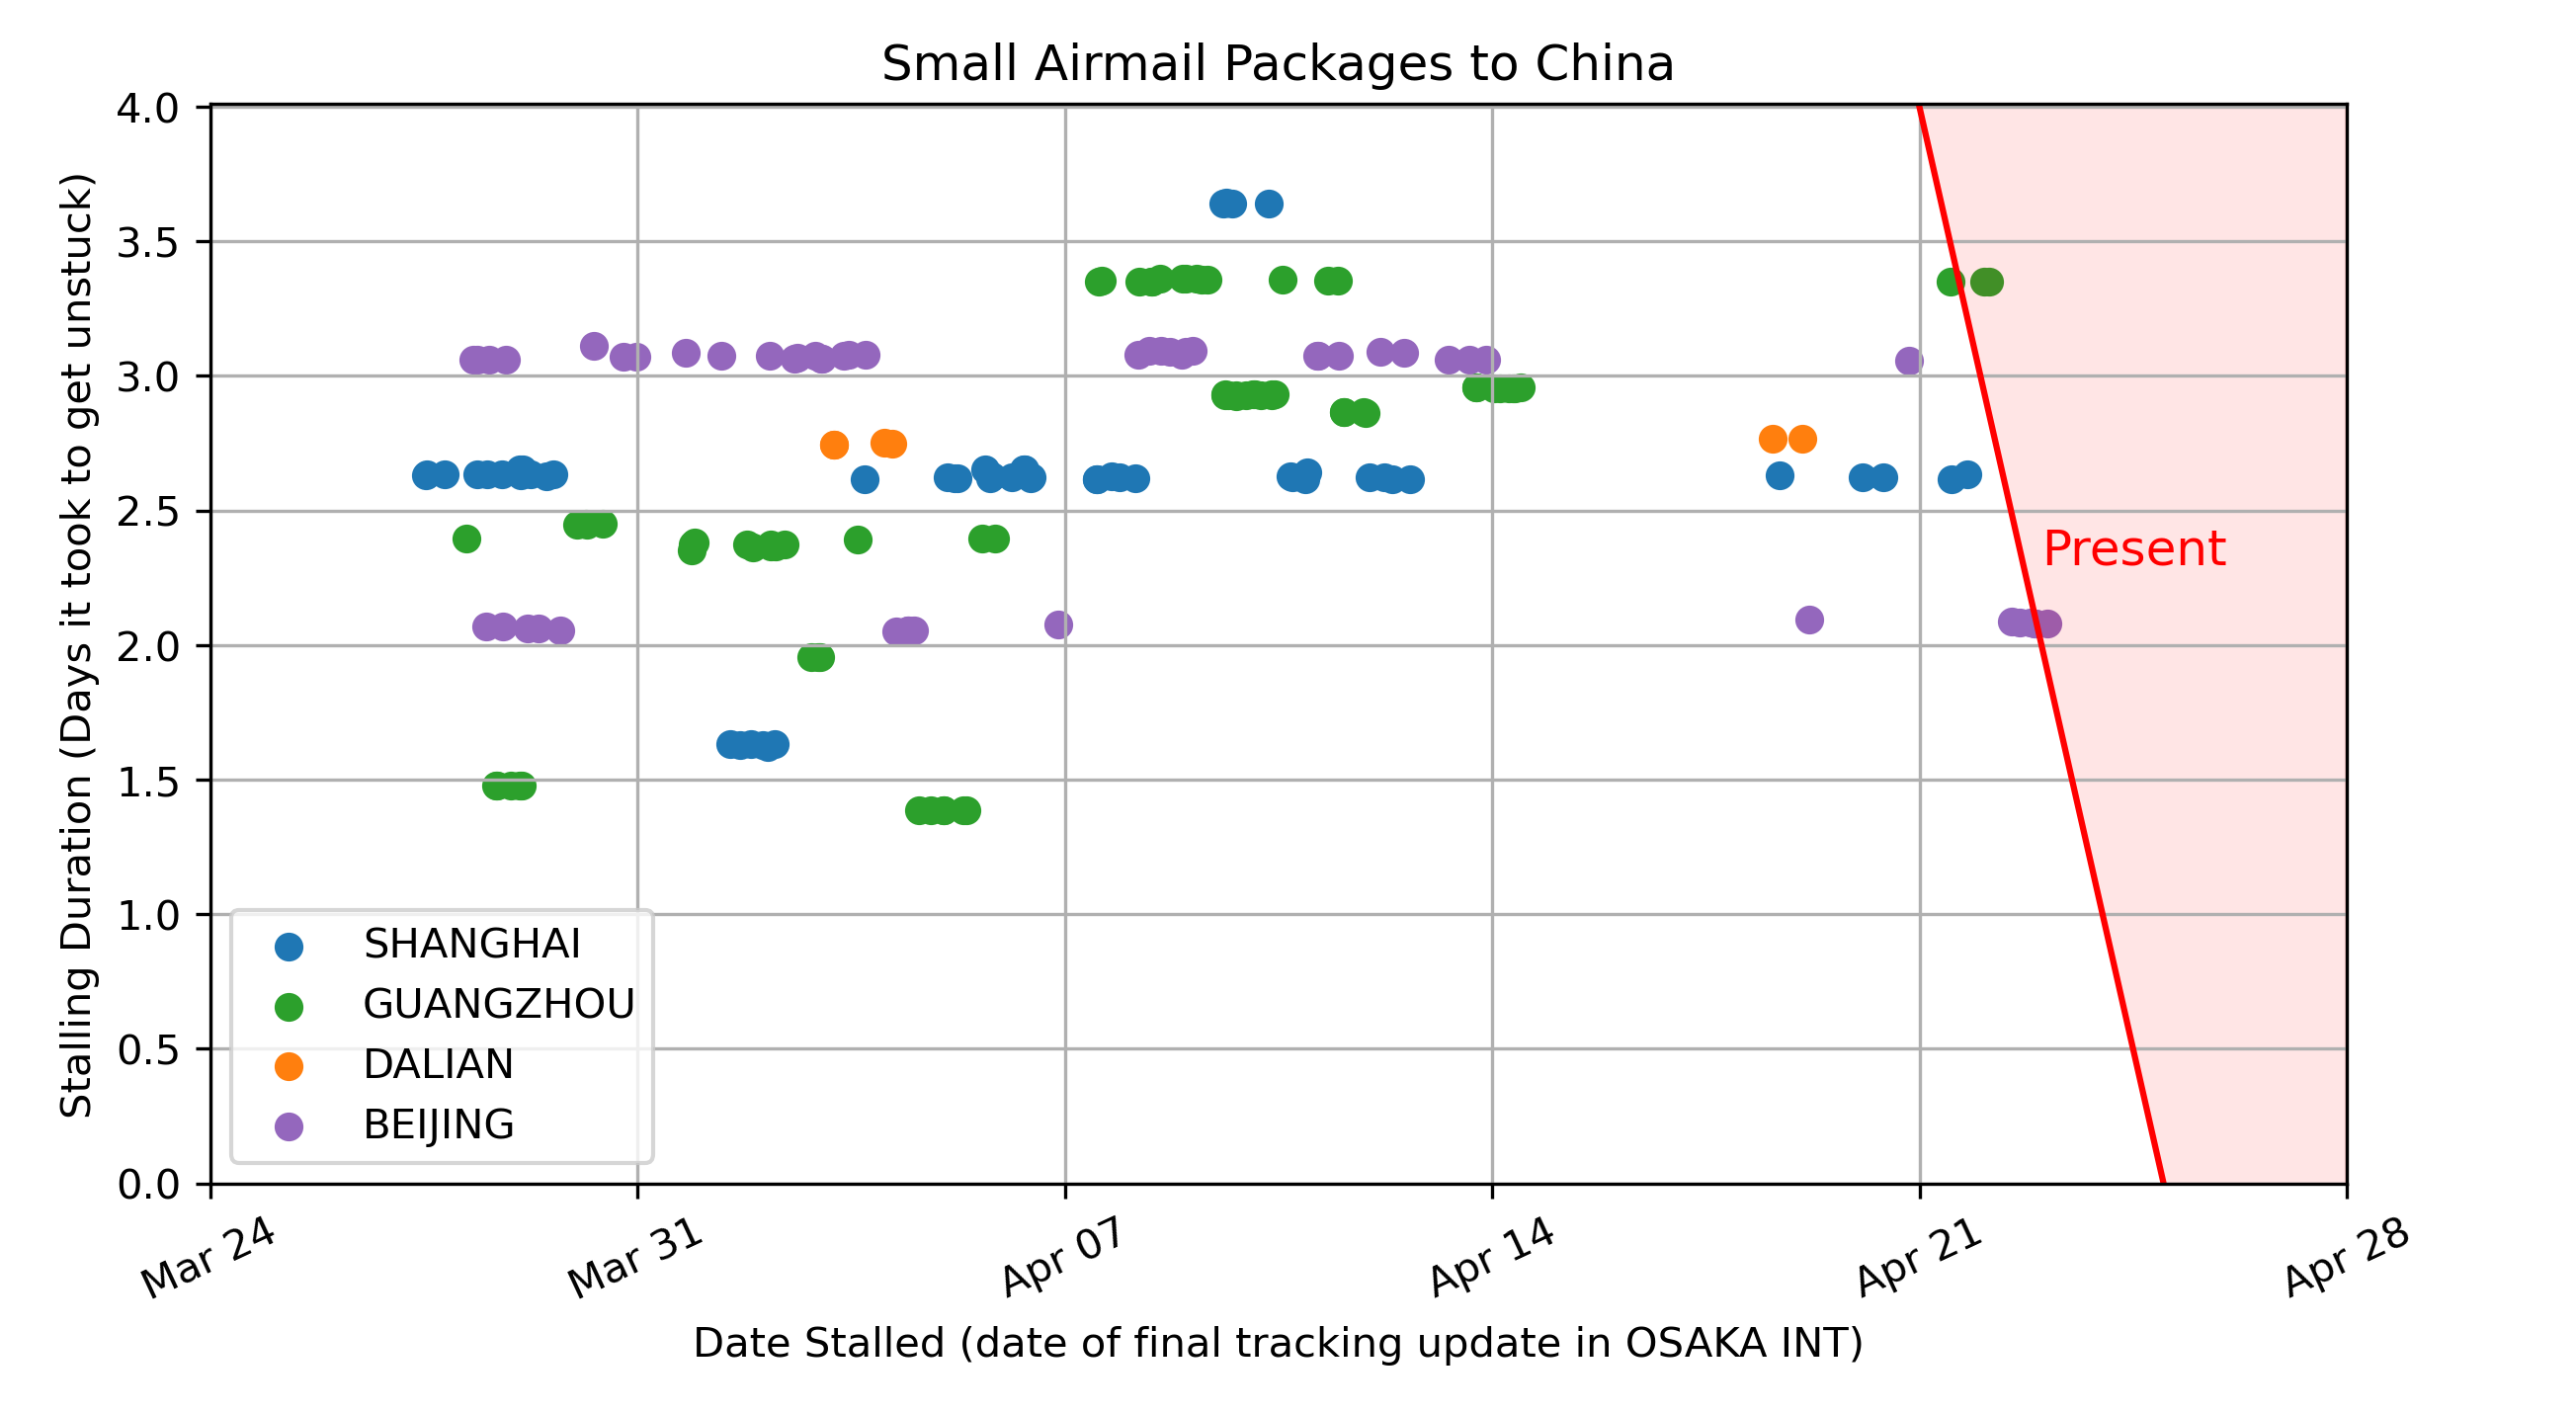 Small Airmail Packages to China
Stalling Duration (Days it took to get unstuck)
4.0
3.5
3.0
2.5
2.0
1.5
1.0
0.5
0.0
Present
SHANGHAI
GUANGZHOU
DALIAN
BEIJING
Mar 24
Mar 31
Apr 07
Apr 14
Apr 21
Apr 28
Date Stalled (date of final tracking update in OSAKA INT)